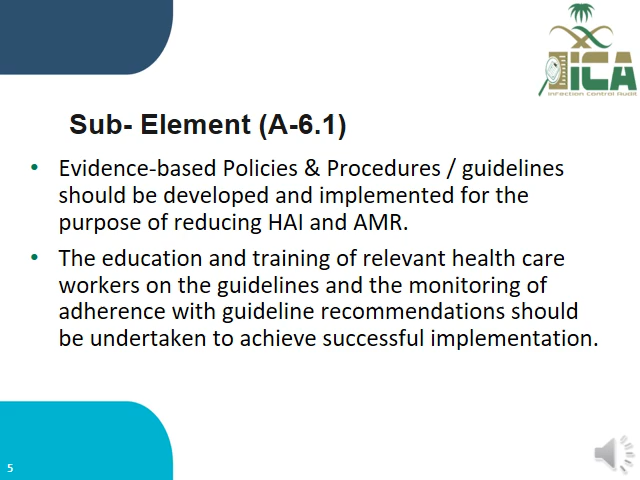 ICA
Infection Control Audit
Sub- Element (A-6.1)
• Evidence-based Policies & Procedures / guidelines
should be developed and implemented for the
purpose of reducing HAI and AMR.
• The education and training of relevant health care
workers on the guidelines and the monitoring of
adherence with guideline recommendations should
be undertaken to achieve successful implementation.
5